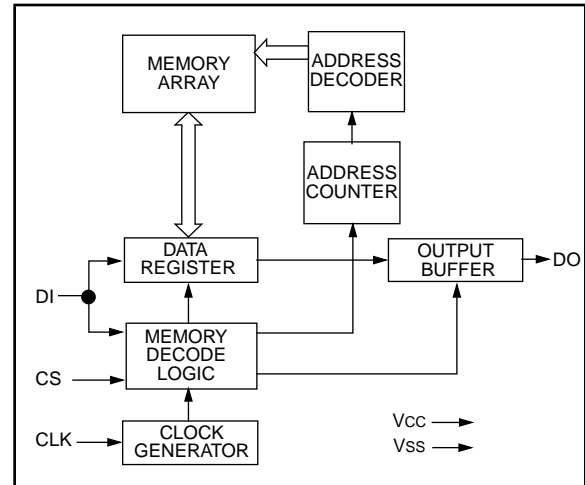 MEMORY
ARRAY
ADDRESS
DECODER
ADDRESS
COUNTER
DATA
REGISTER
OUTPUT
BUFFER
DO
DI
MEMORY
DECODE
LOGIC
CS
CLK
CLOCK
GENERATOR
VCC
VSS